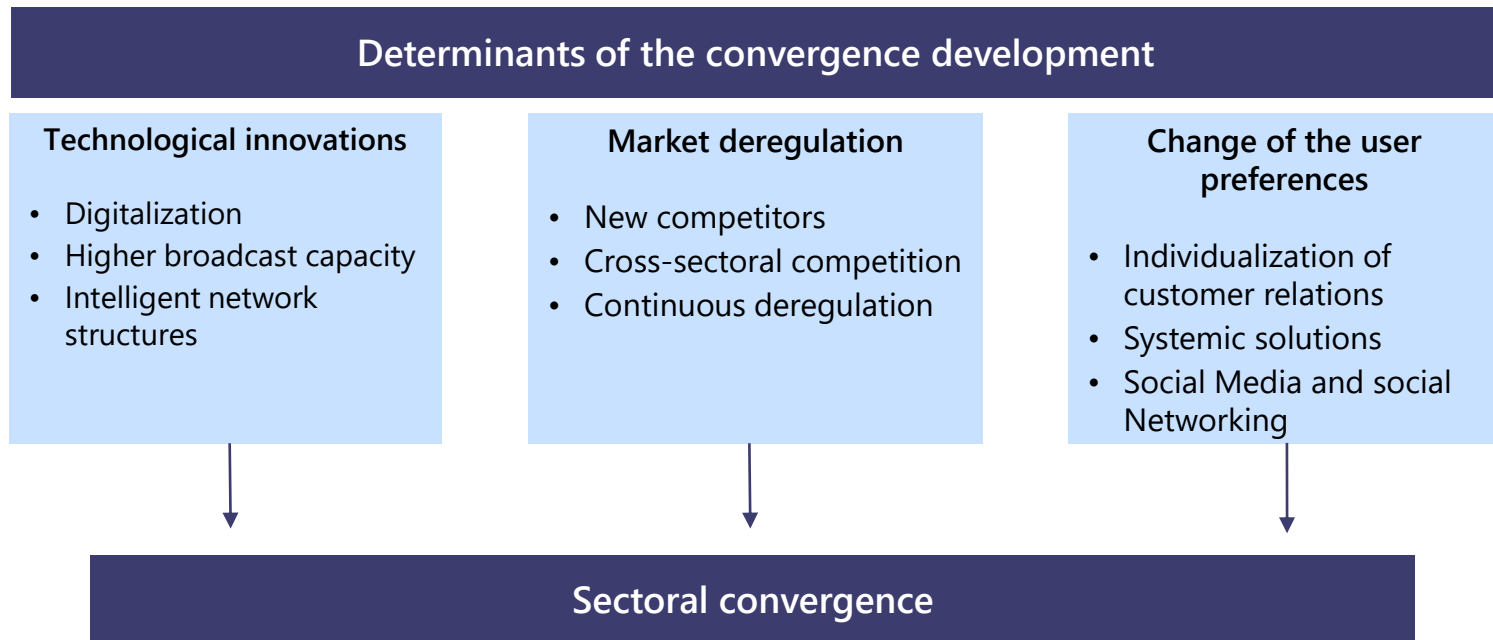 Determinants of the convergence development
Technological innovations
• Digitalization
• Higher broadcast capacity
• Intelligent network
structures
Market deregulation
• New competitors
• Cross-sectoral competition
• Continuous deregulation
Change of the user
preferences
• Individualization of
customer relations
• Systemic solutions
• Social Media and social
Networking
Sectoral convergence